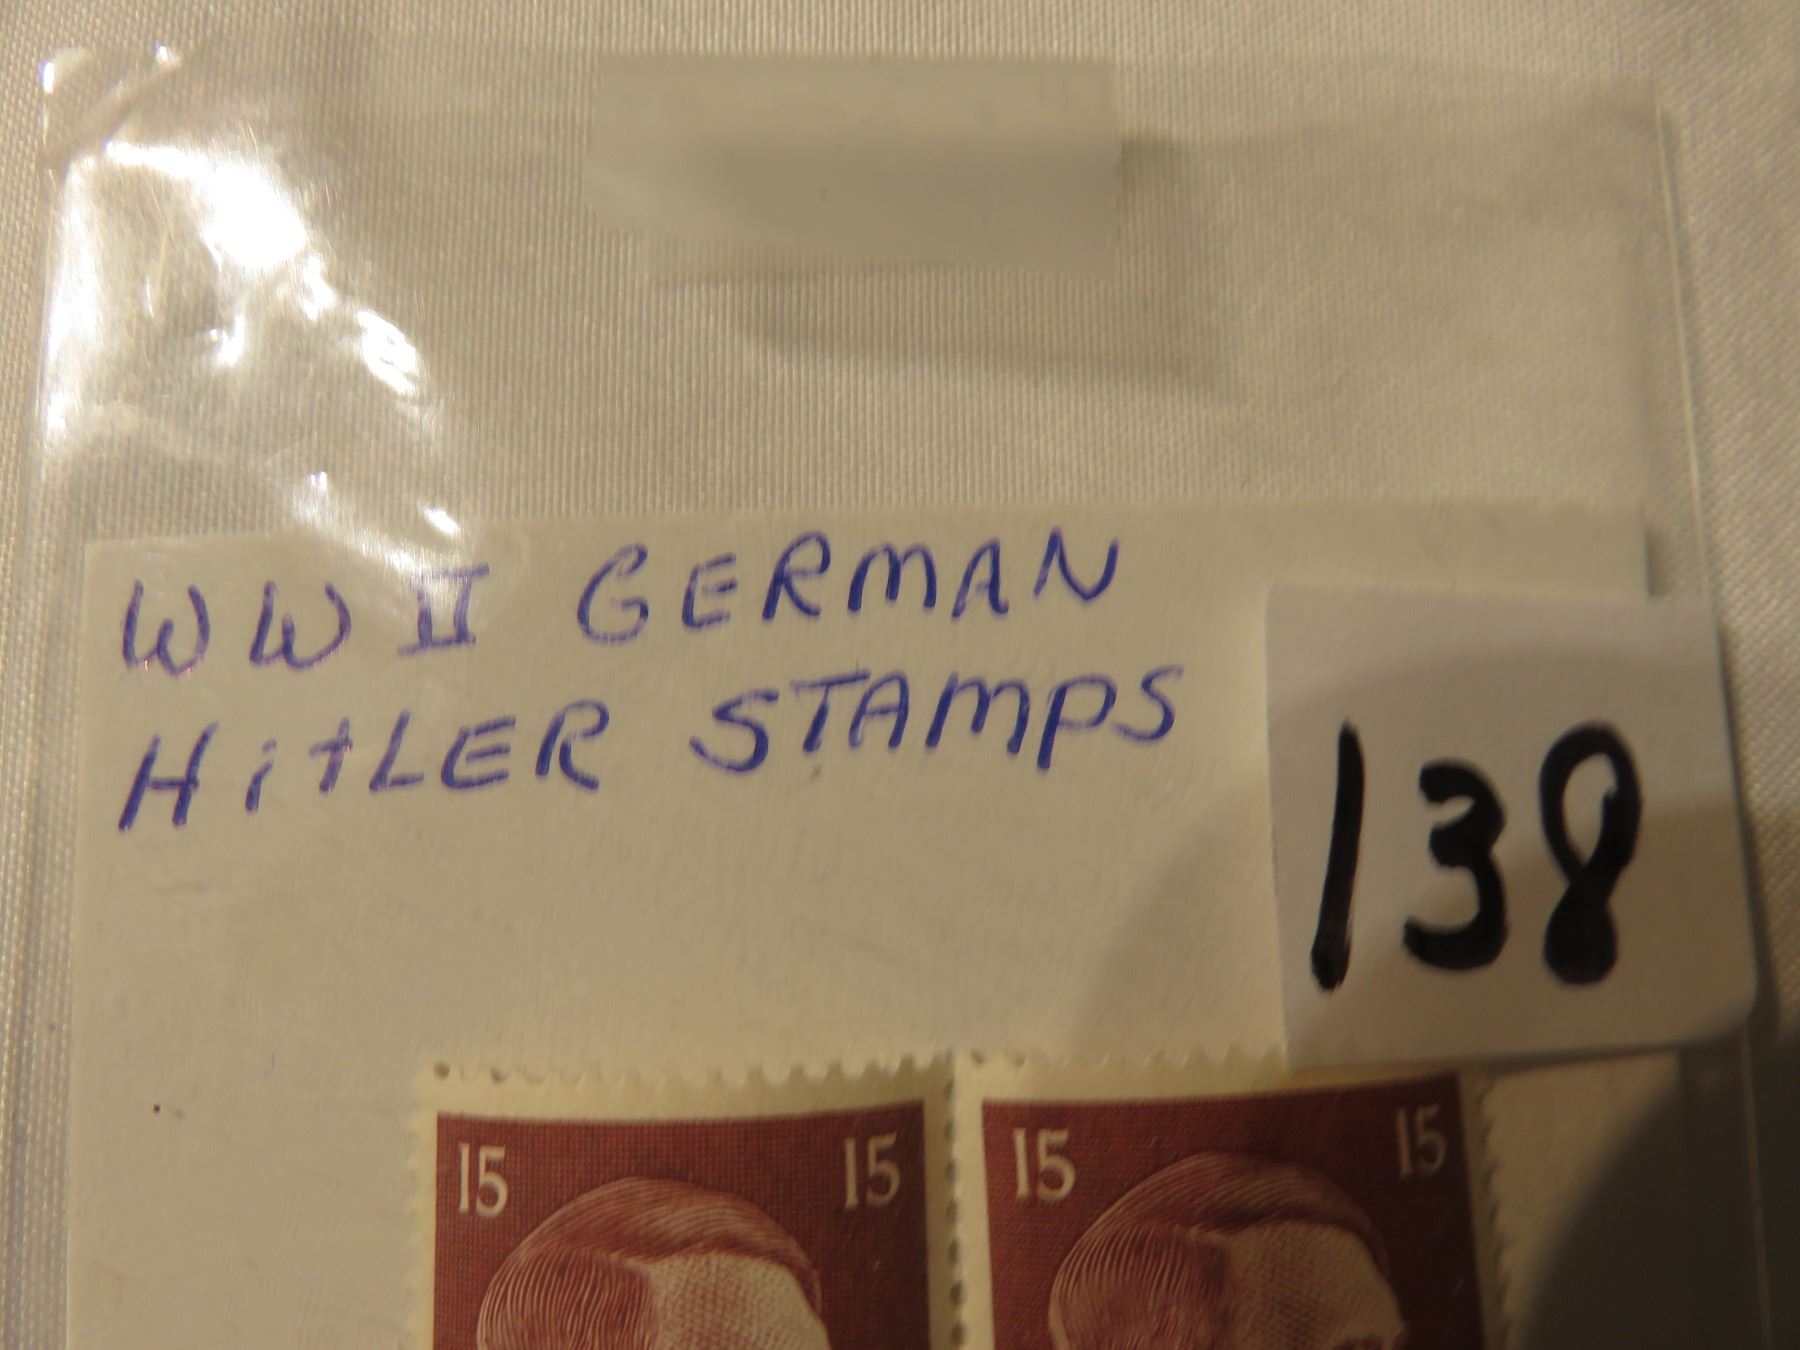 WW II GERMAN
HitLER STAMPS
138
15 15 15 15